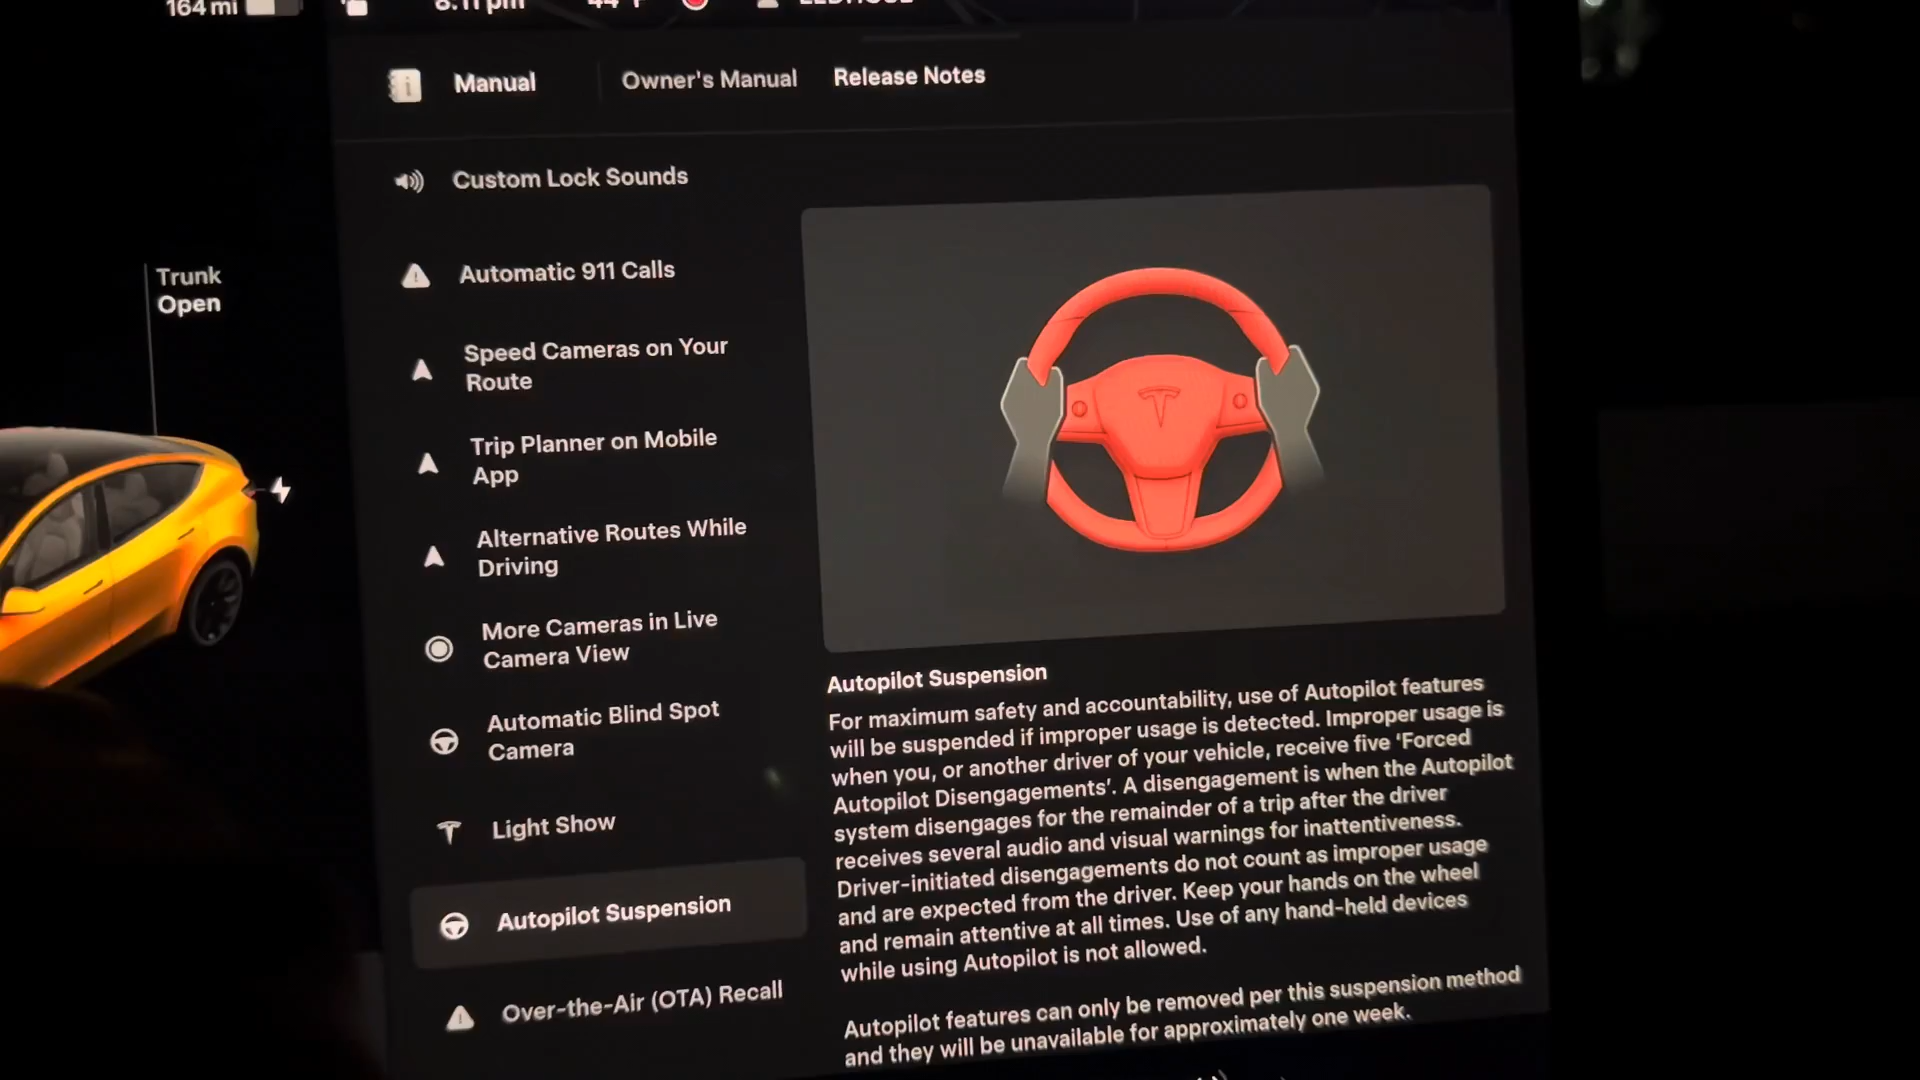 164 mi
6:11 pm
Manual
Owner's Manual
Release Notes
Trunk
Open
Custom Lock Sounds
Automatic 911 Calls
Speed Cameras on Your
Route
Trip Planner on Mobile
App
Alternative Routes While
Driving
More Cameras in Live
Camera View
Automatic Blind Spot
Camera
Light Show
Autopilot Suspension
Over-the-Air (OTA) Recall
Autopilot Suspension
For maximum safety and accountability, use of Autopilot features
will be suspended if improper usage is detected. Improper usage is
when you, or another driver of your vehicle, receive five ‘Forced
Autopilot Disengagements’. A disengagement is when the Autopilot
system disengages for the remainder of a trip after the driver
receives several audio and visual warnings for inattentiveness.
Driver-initiated disengagements do not count as improper usage
and are expected from the driver. Keep your hands on the wheel
and remain attentive at all times. Use of any hand-held devices
while using Autopilot is not allowed.
Autopilot features can only be removed per this suspension method
and they will be unavailable for approximately one week.